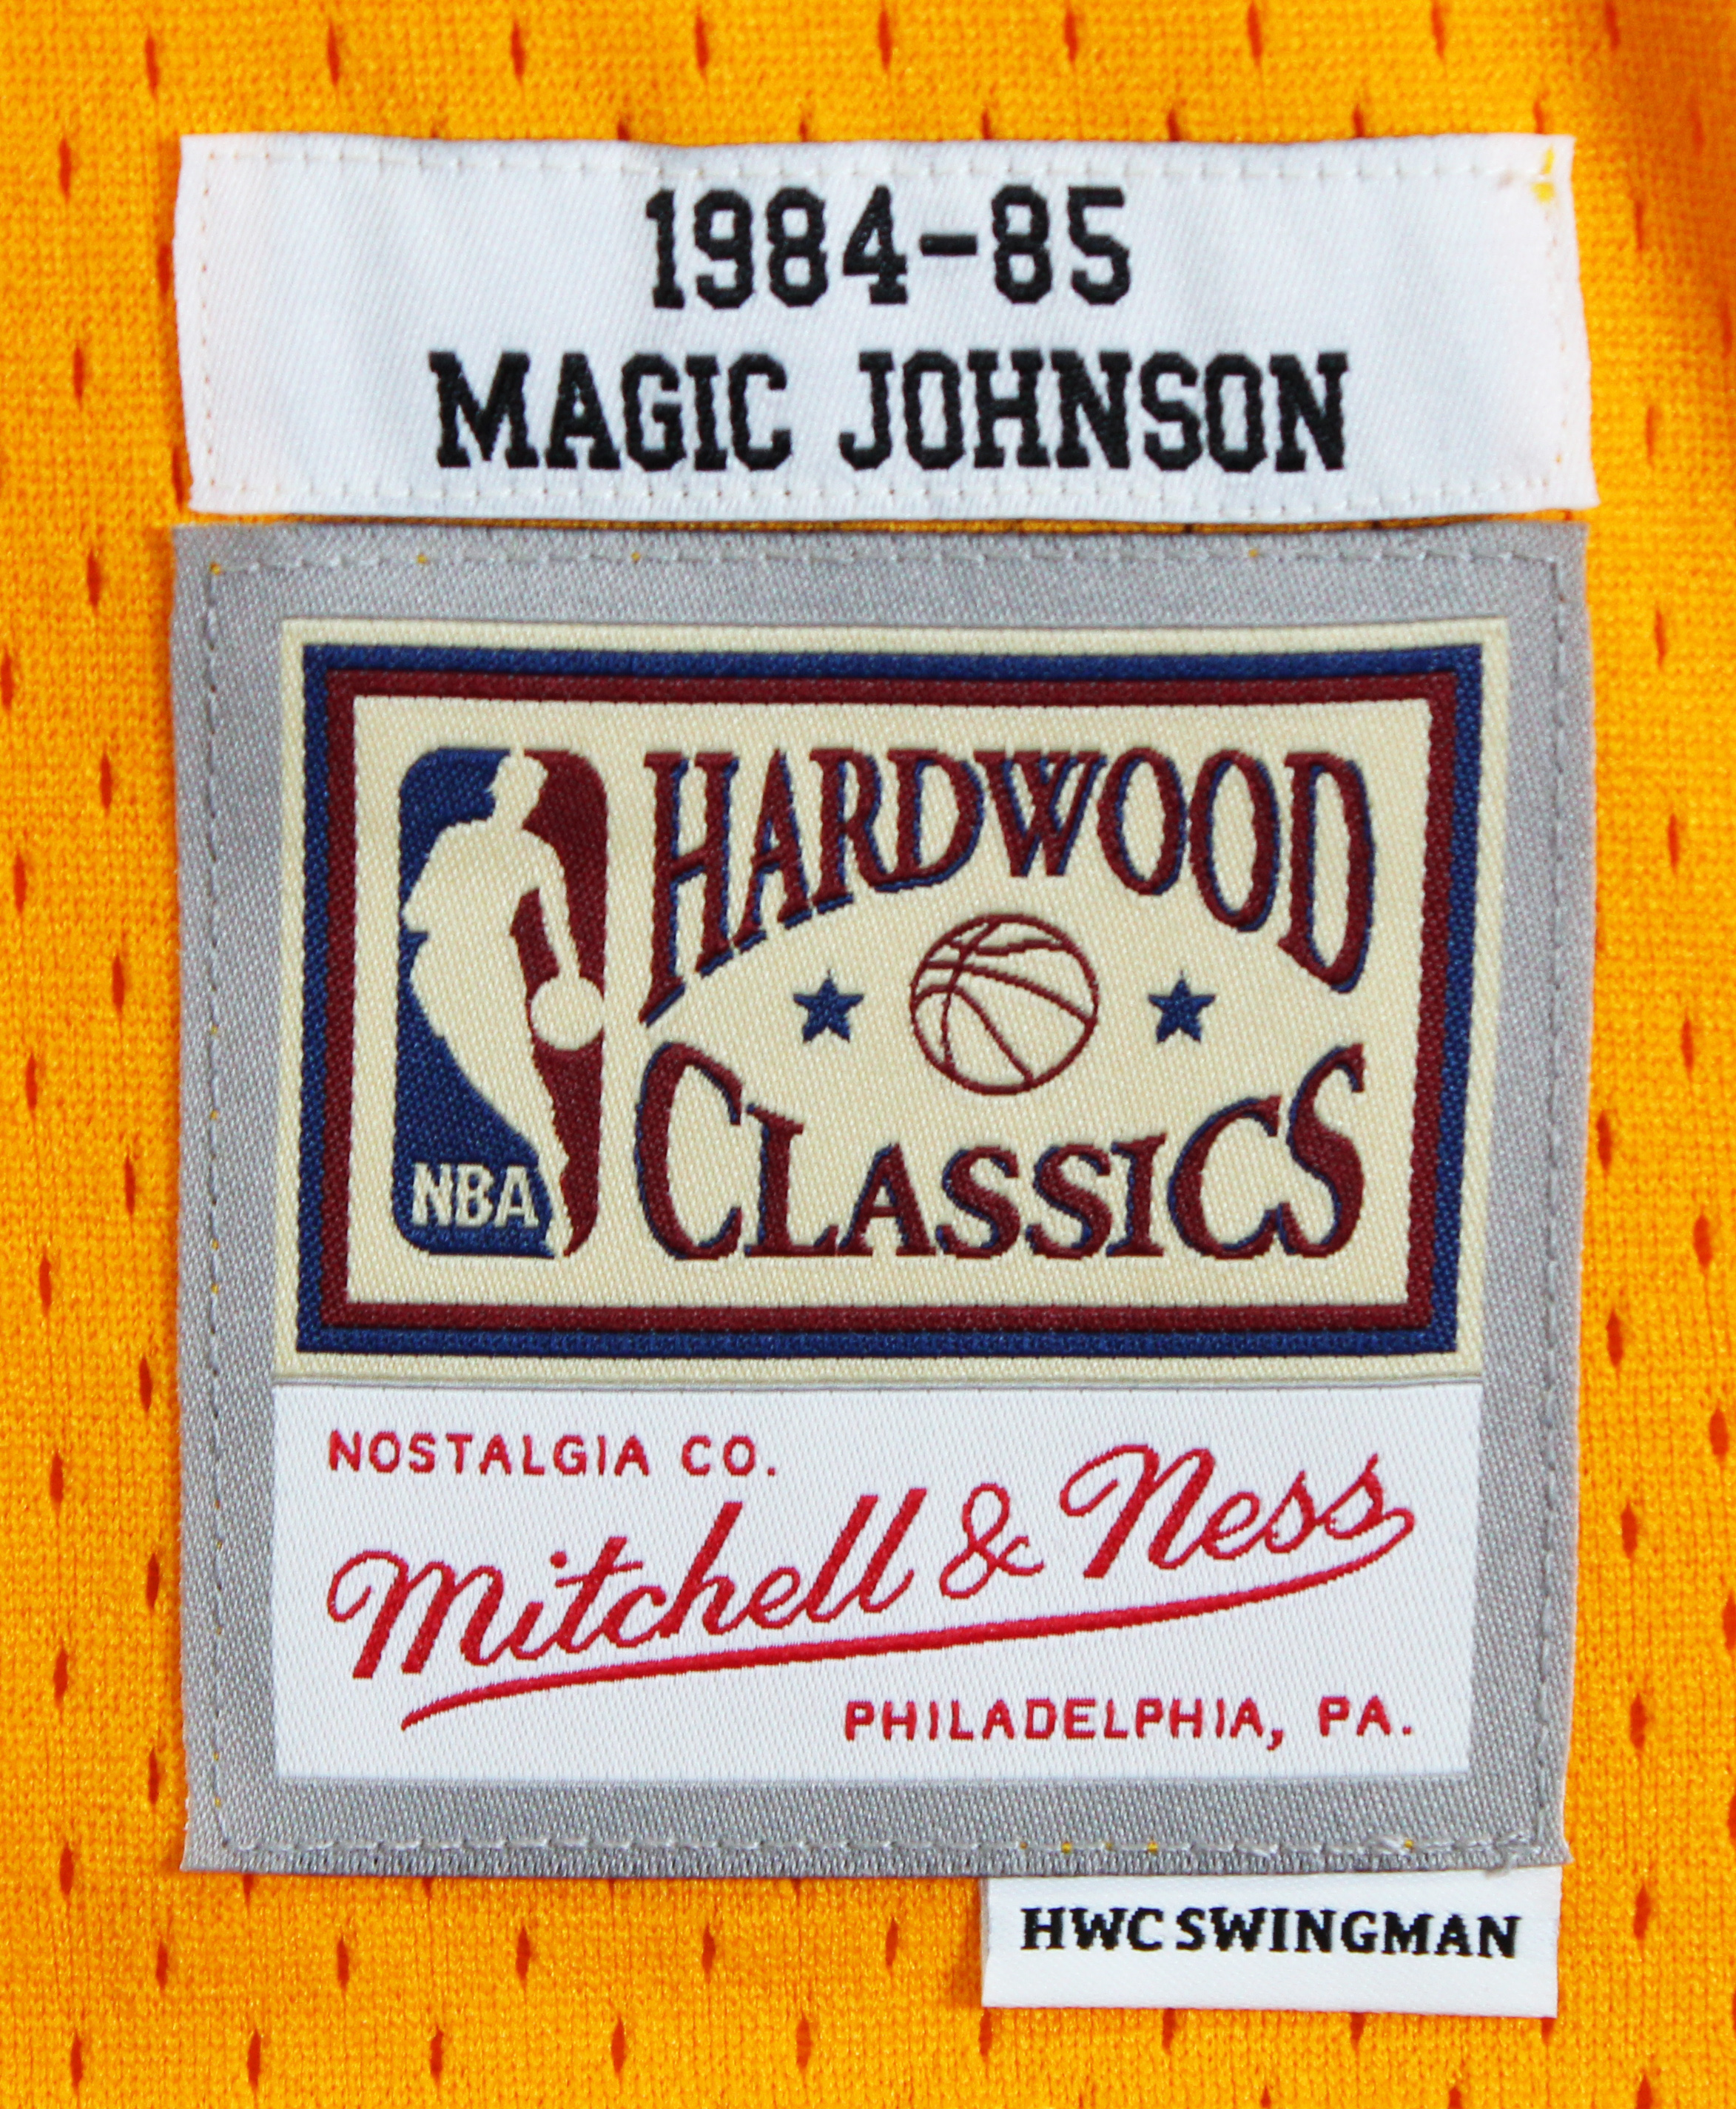 1984-85
MAGIC JOHNSON
HARDWOOD
CLASSICS
NBA
NOSTALGIA CO.
Mitchell & Ness
PHILADELPHIA, PA.
HWC SWINGMAN